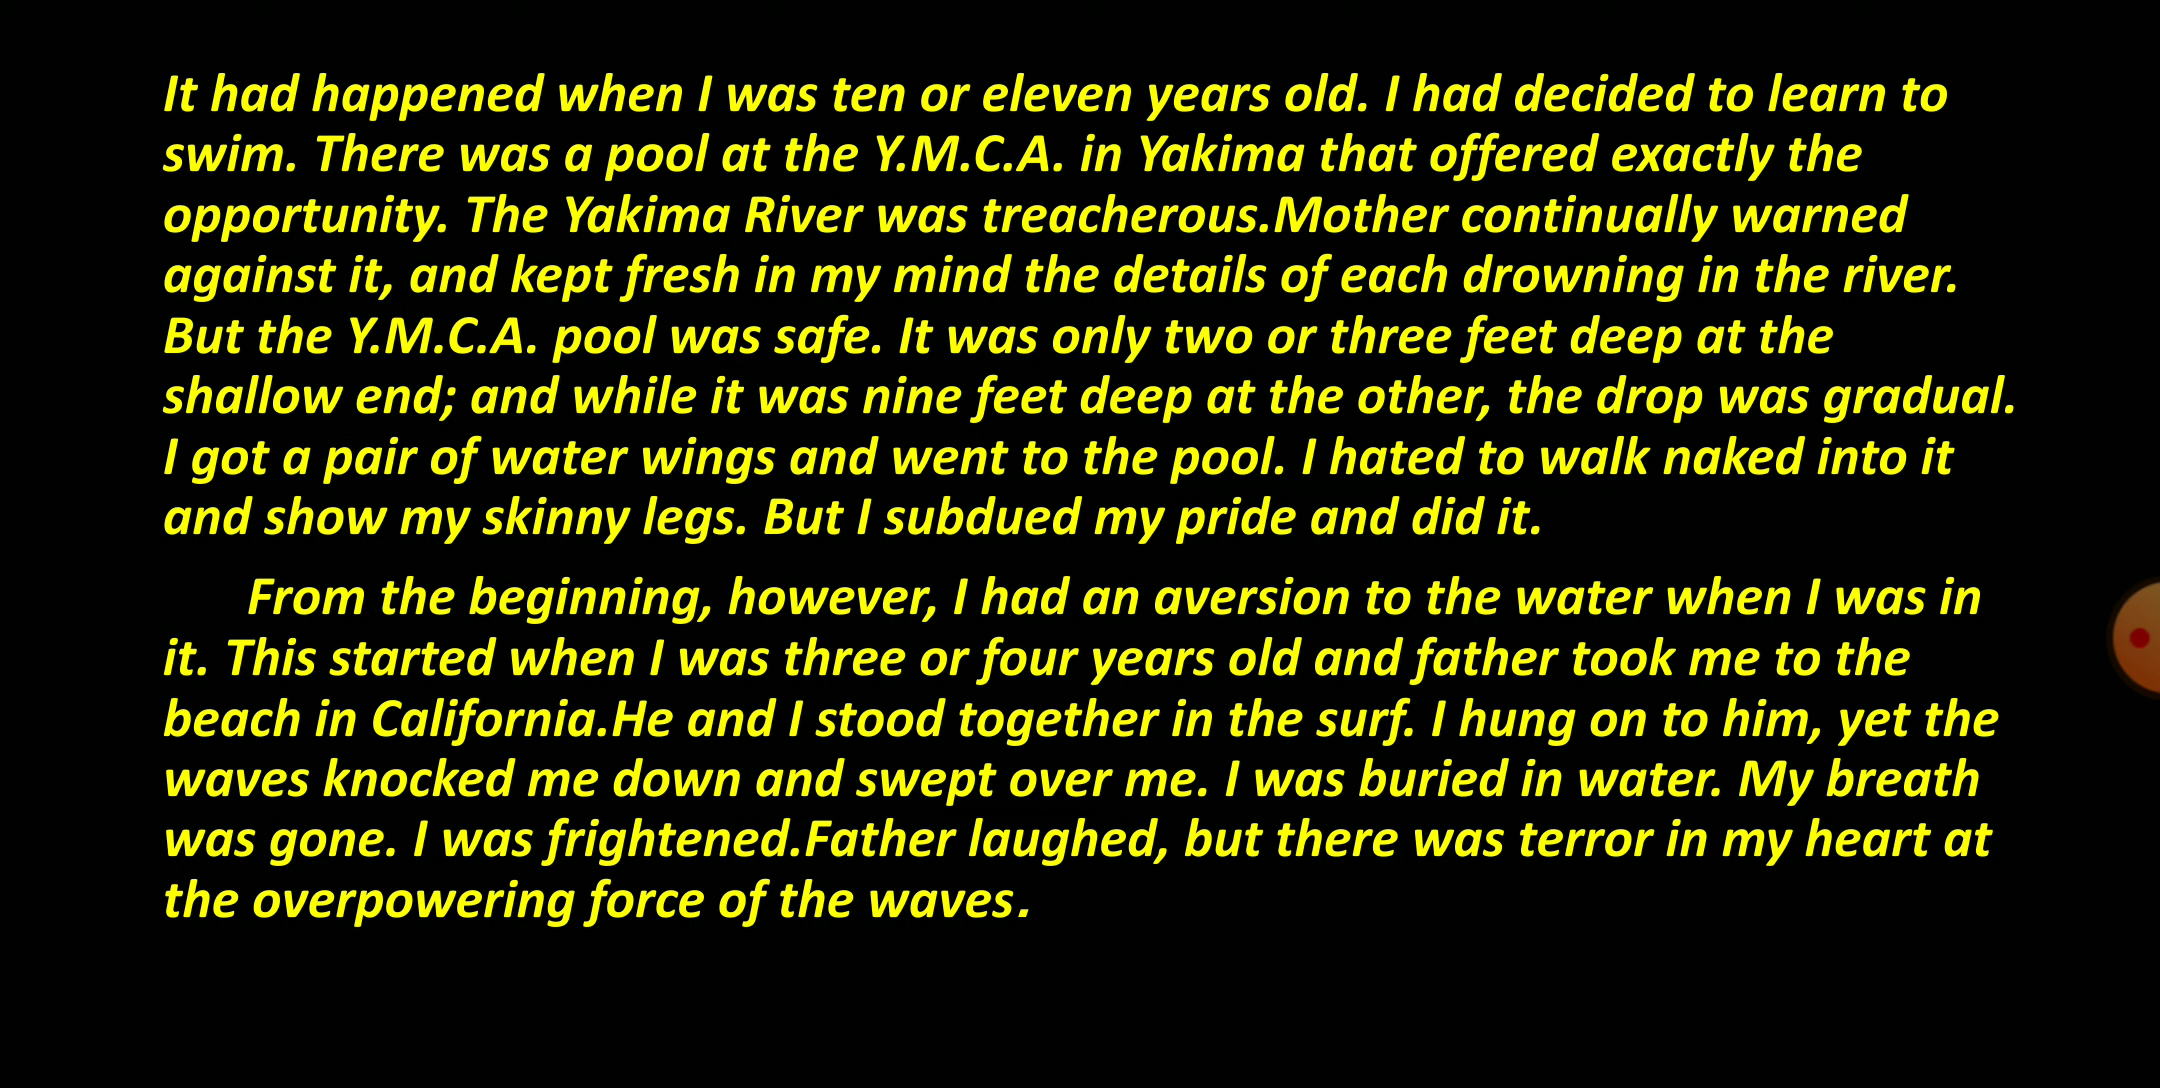 It had happened when I was ten or eleven years old. I had decided to learn to
swim. There was a pool at the Y.M.C.A. in Yakima that offered exactly the
opportunity. The Yakima River was treacherous.Mother continually warned
against it, and kept fresh in my mind the details of each drowning in the river.
But the Y.M.C.A. pool was safe. It was only two or three feet deep at the
shallow end; and while it was nine feet deep at the other, the drop was gradual.
I got a pair of water wings and went to the pool. I hated to walk naked into it
and show my skinny legs. But I subdued my pride and did it.
From the beginning, however, I had an aversion to the water when I was in
it. This started when I was three or four years old and father took me to the
beach in California.He and I stood together in the surf. I hung on to him, yet the
waves knocked me down and swept over me. I was buried in water. My breath
was gone. I was frightened.Father laughed, but there was terror in my heart at
the overpowering force of the waves.